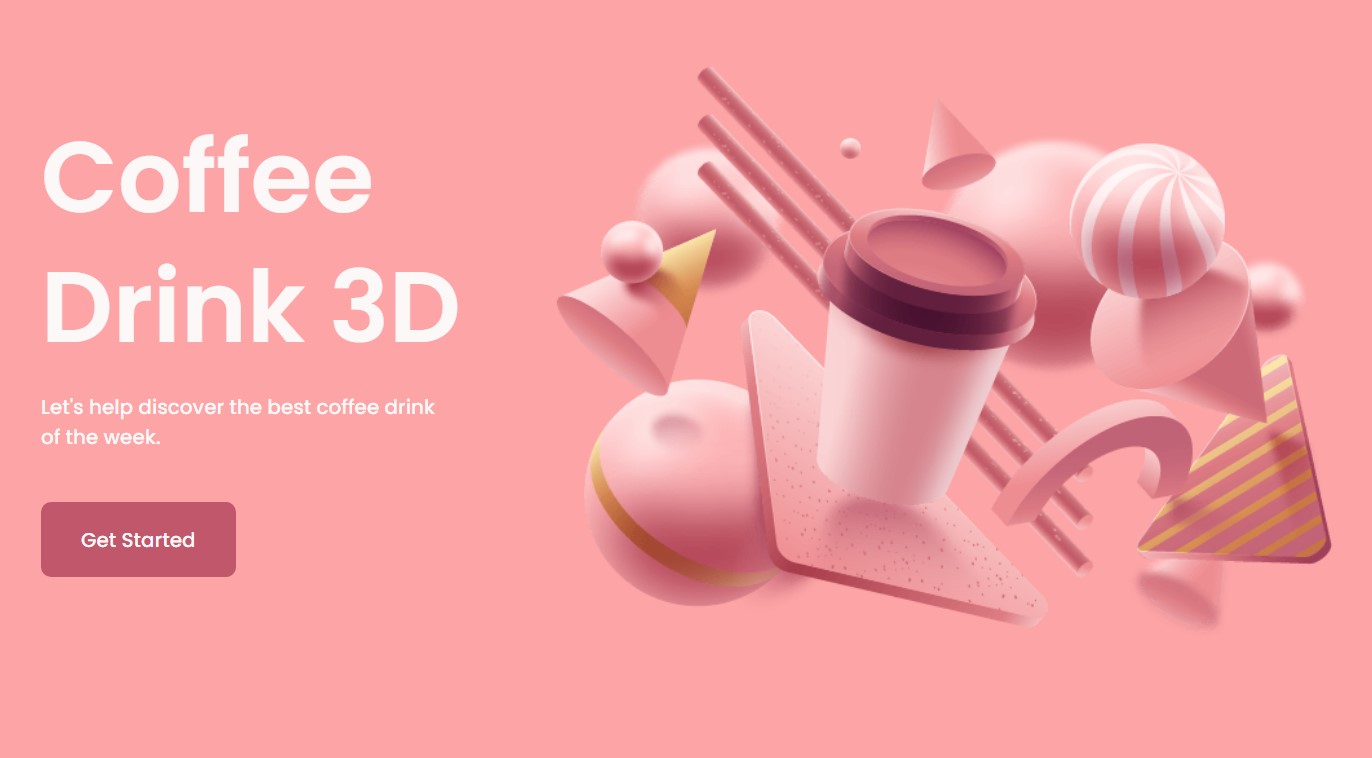 Coffee
Drink 3D
Let's help discover the best coffee drink
of the week.
Get Started